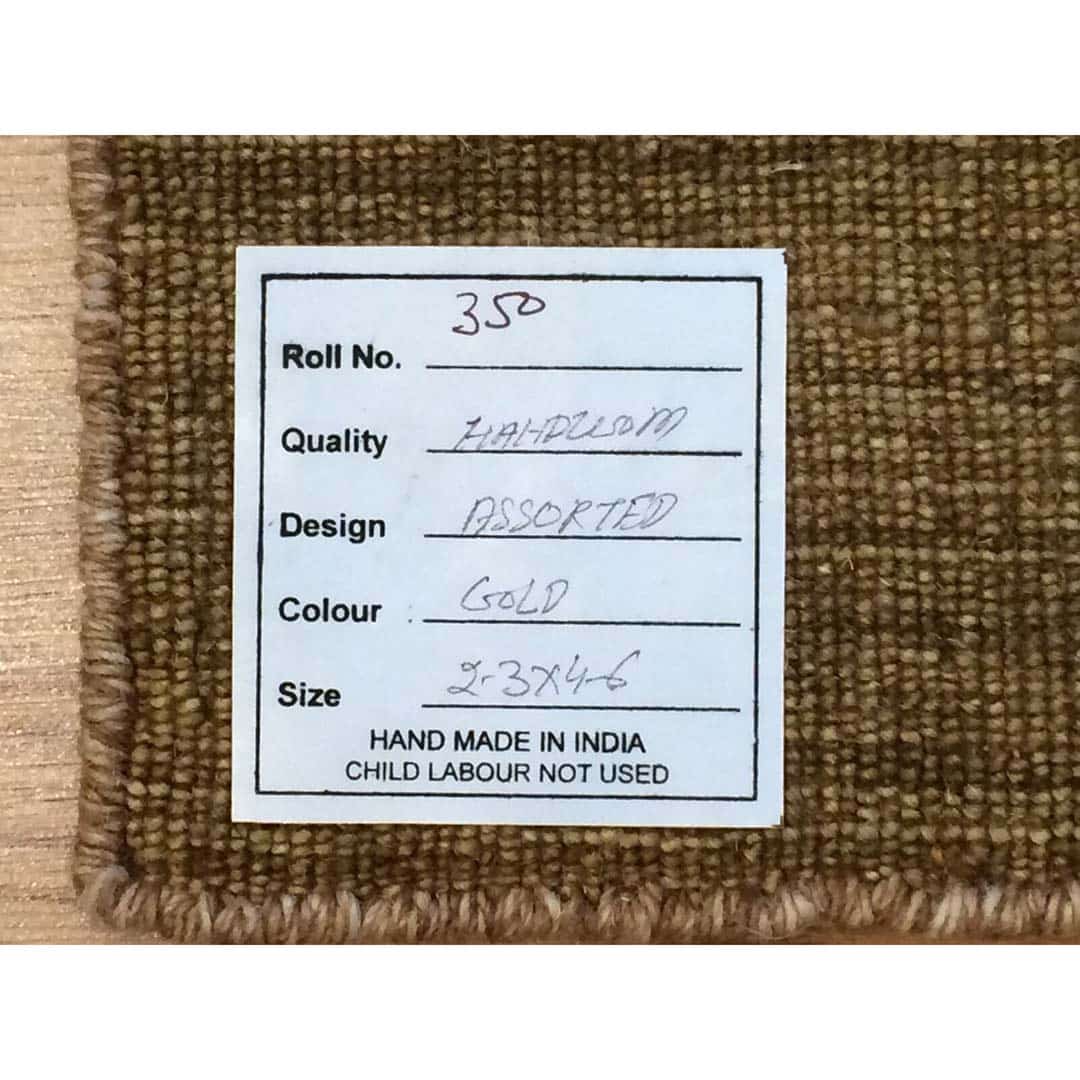 Roll No. 350
Quality HANDLOOM
Design ASSORTED
Colour : GOLD
Size 2-3X4-6
HAND MADE IN INDIA
CHILD LABOUR NOT USED